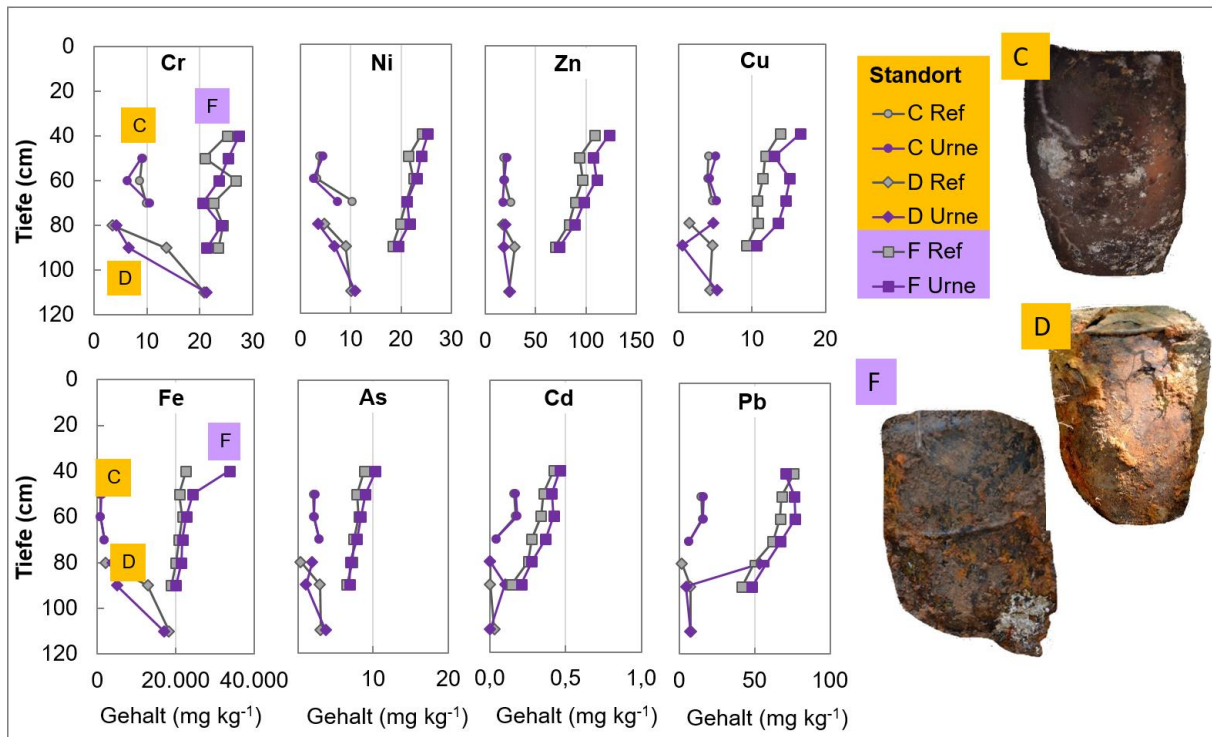 Cr
Ni
Zn
Cu
Tiefe (cm)
0
20
40
60
80
100
120
C
D
F
0 10 20 30
0 10 20 30
0 50 100 150
0 10 20
Standort
C Ref
C Urne
D Ref
D Urne
F Ref
F Urne
C
D
F
Fe
As
Cd
Pb
Tiefe (cm)
0
20
40
60
80
100
120
C
D
F
0 20.000 40.000
10 20
0,0 0,5 1,0
0 50 100
Gehalt (mg kg⁻¹)
Gehalt (mg kg⁻¹)
Gehalt (mg kg⁻¹)
Gehalt (mg kg⁻¹)